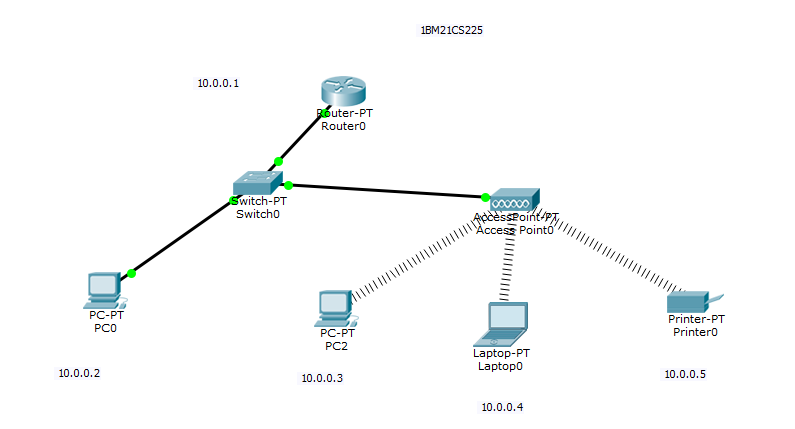 1BM21CS225
10.0.0.1
Router-PT
Router0
Switch-PT
Switch0
AccessPoint-PT
Access Point0
PC-PT
PC0
PC-PT
PC2
Laptop-PT
Laptop0
Printer-PT
Printer0
10.0.0.2
10.0.0.3
10.0.0.4
10.0.0.5